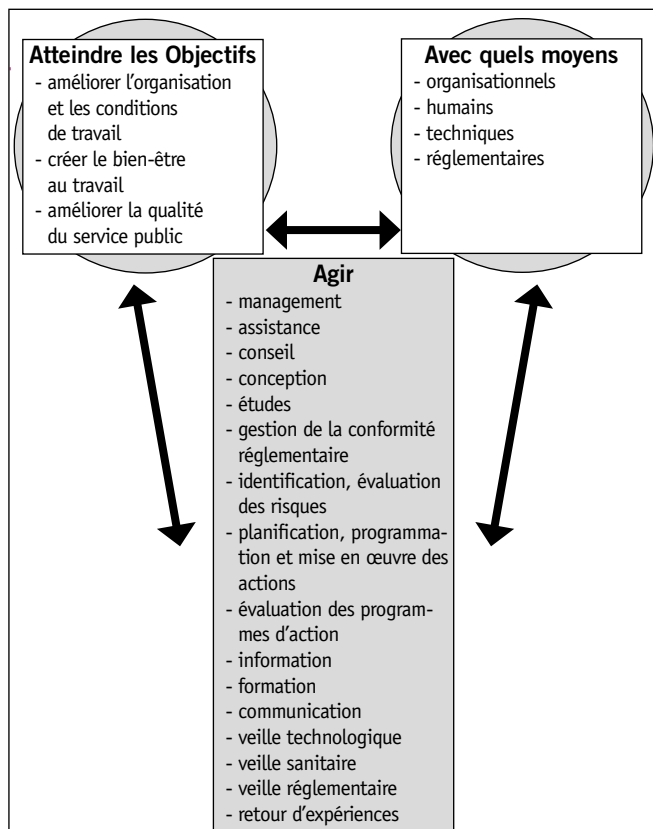 Atteindre les Objectifs
- améliorer l'organisation
et les conditions
de travail
- créer le bien-être
au travail
- améliorer la qualité
du service public
Avec quels moyens
- organisationnels
- humains
- techniques
- réglementaires
Agir
- management
- assistance
- conseil
- conception
- études
- gestion de la conformité
réglementaire
- identification, évaluation
des risques
- planification, programma-
tion et mise en œuvre des
actions
- évaluation des program-
mes d'action
- information
- formation
- communication
- veille technologique
- veille sanitaire
- veille réglementaire
- retour d'expériences